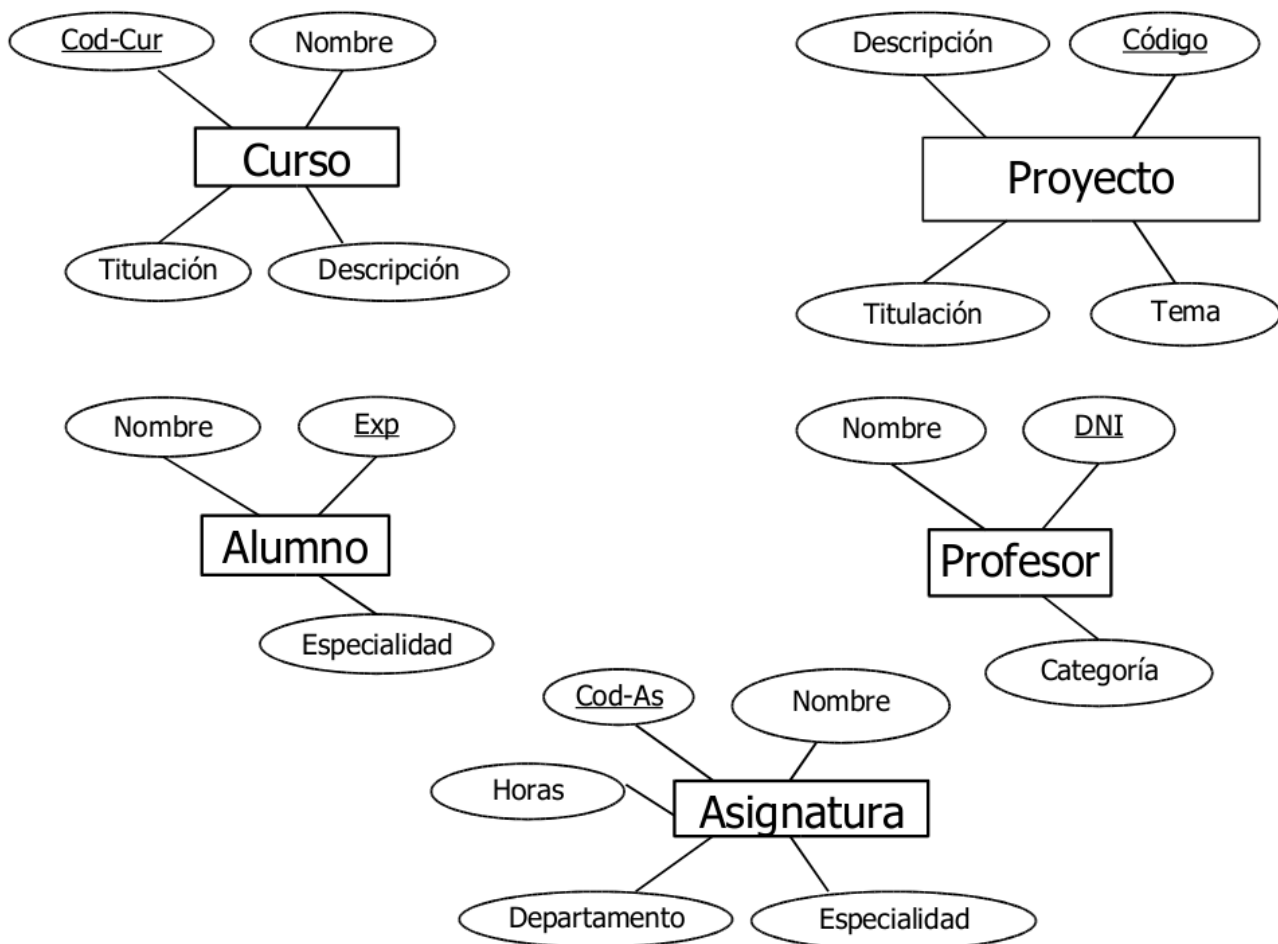 Cod-Cur
Nombre
Curso
Titulación
Descripción
Descripción
Código
Proyecto
Titulación
Tema
Nombre
Exp
Alumno
Especialidad
Nombre
DNI
Profesor
Categoría
Cod-As
Nombre
Horas
Asignatura
Departamento
Especialidad